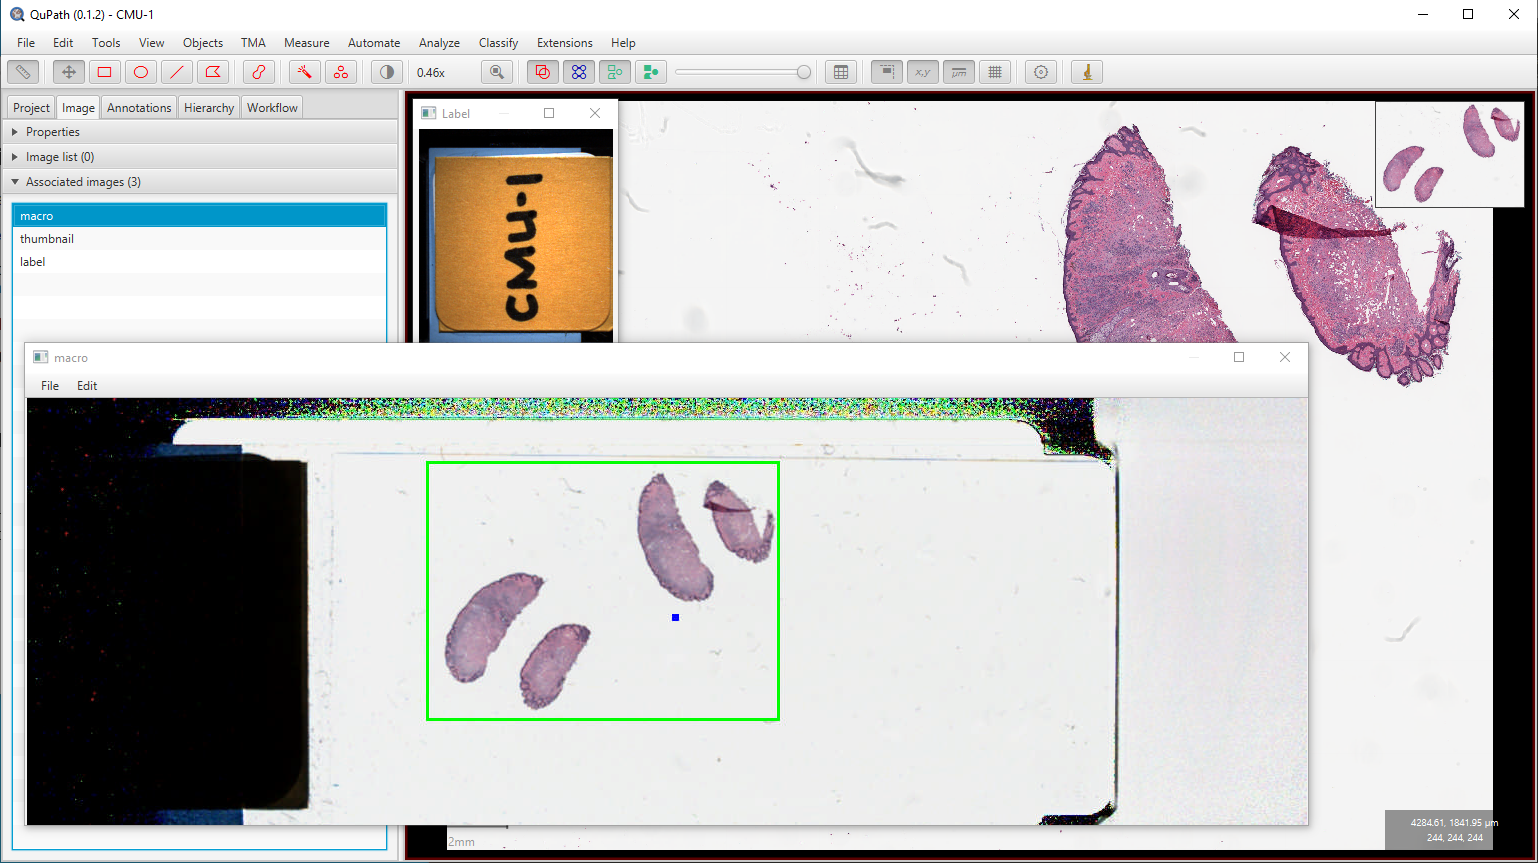 QuPath (0.1.2) - CMU-1
File Edit Tools View Objects TMA Measure Automate Analyze Classify Extensions Help
0.46x
x,y
µm
Project Image Annotations Hierarchy Workflow
Properties
Image list (0)
Associated images (3)
macro
thumbnail
label
Label
CMU-1
macro
File Edit
2mm
4284.61, 1841.95 µm
244, 244, 244